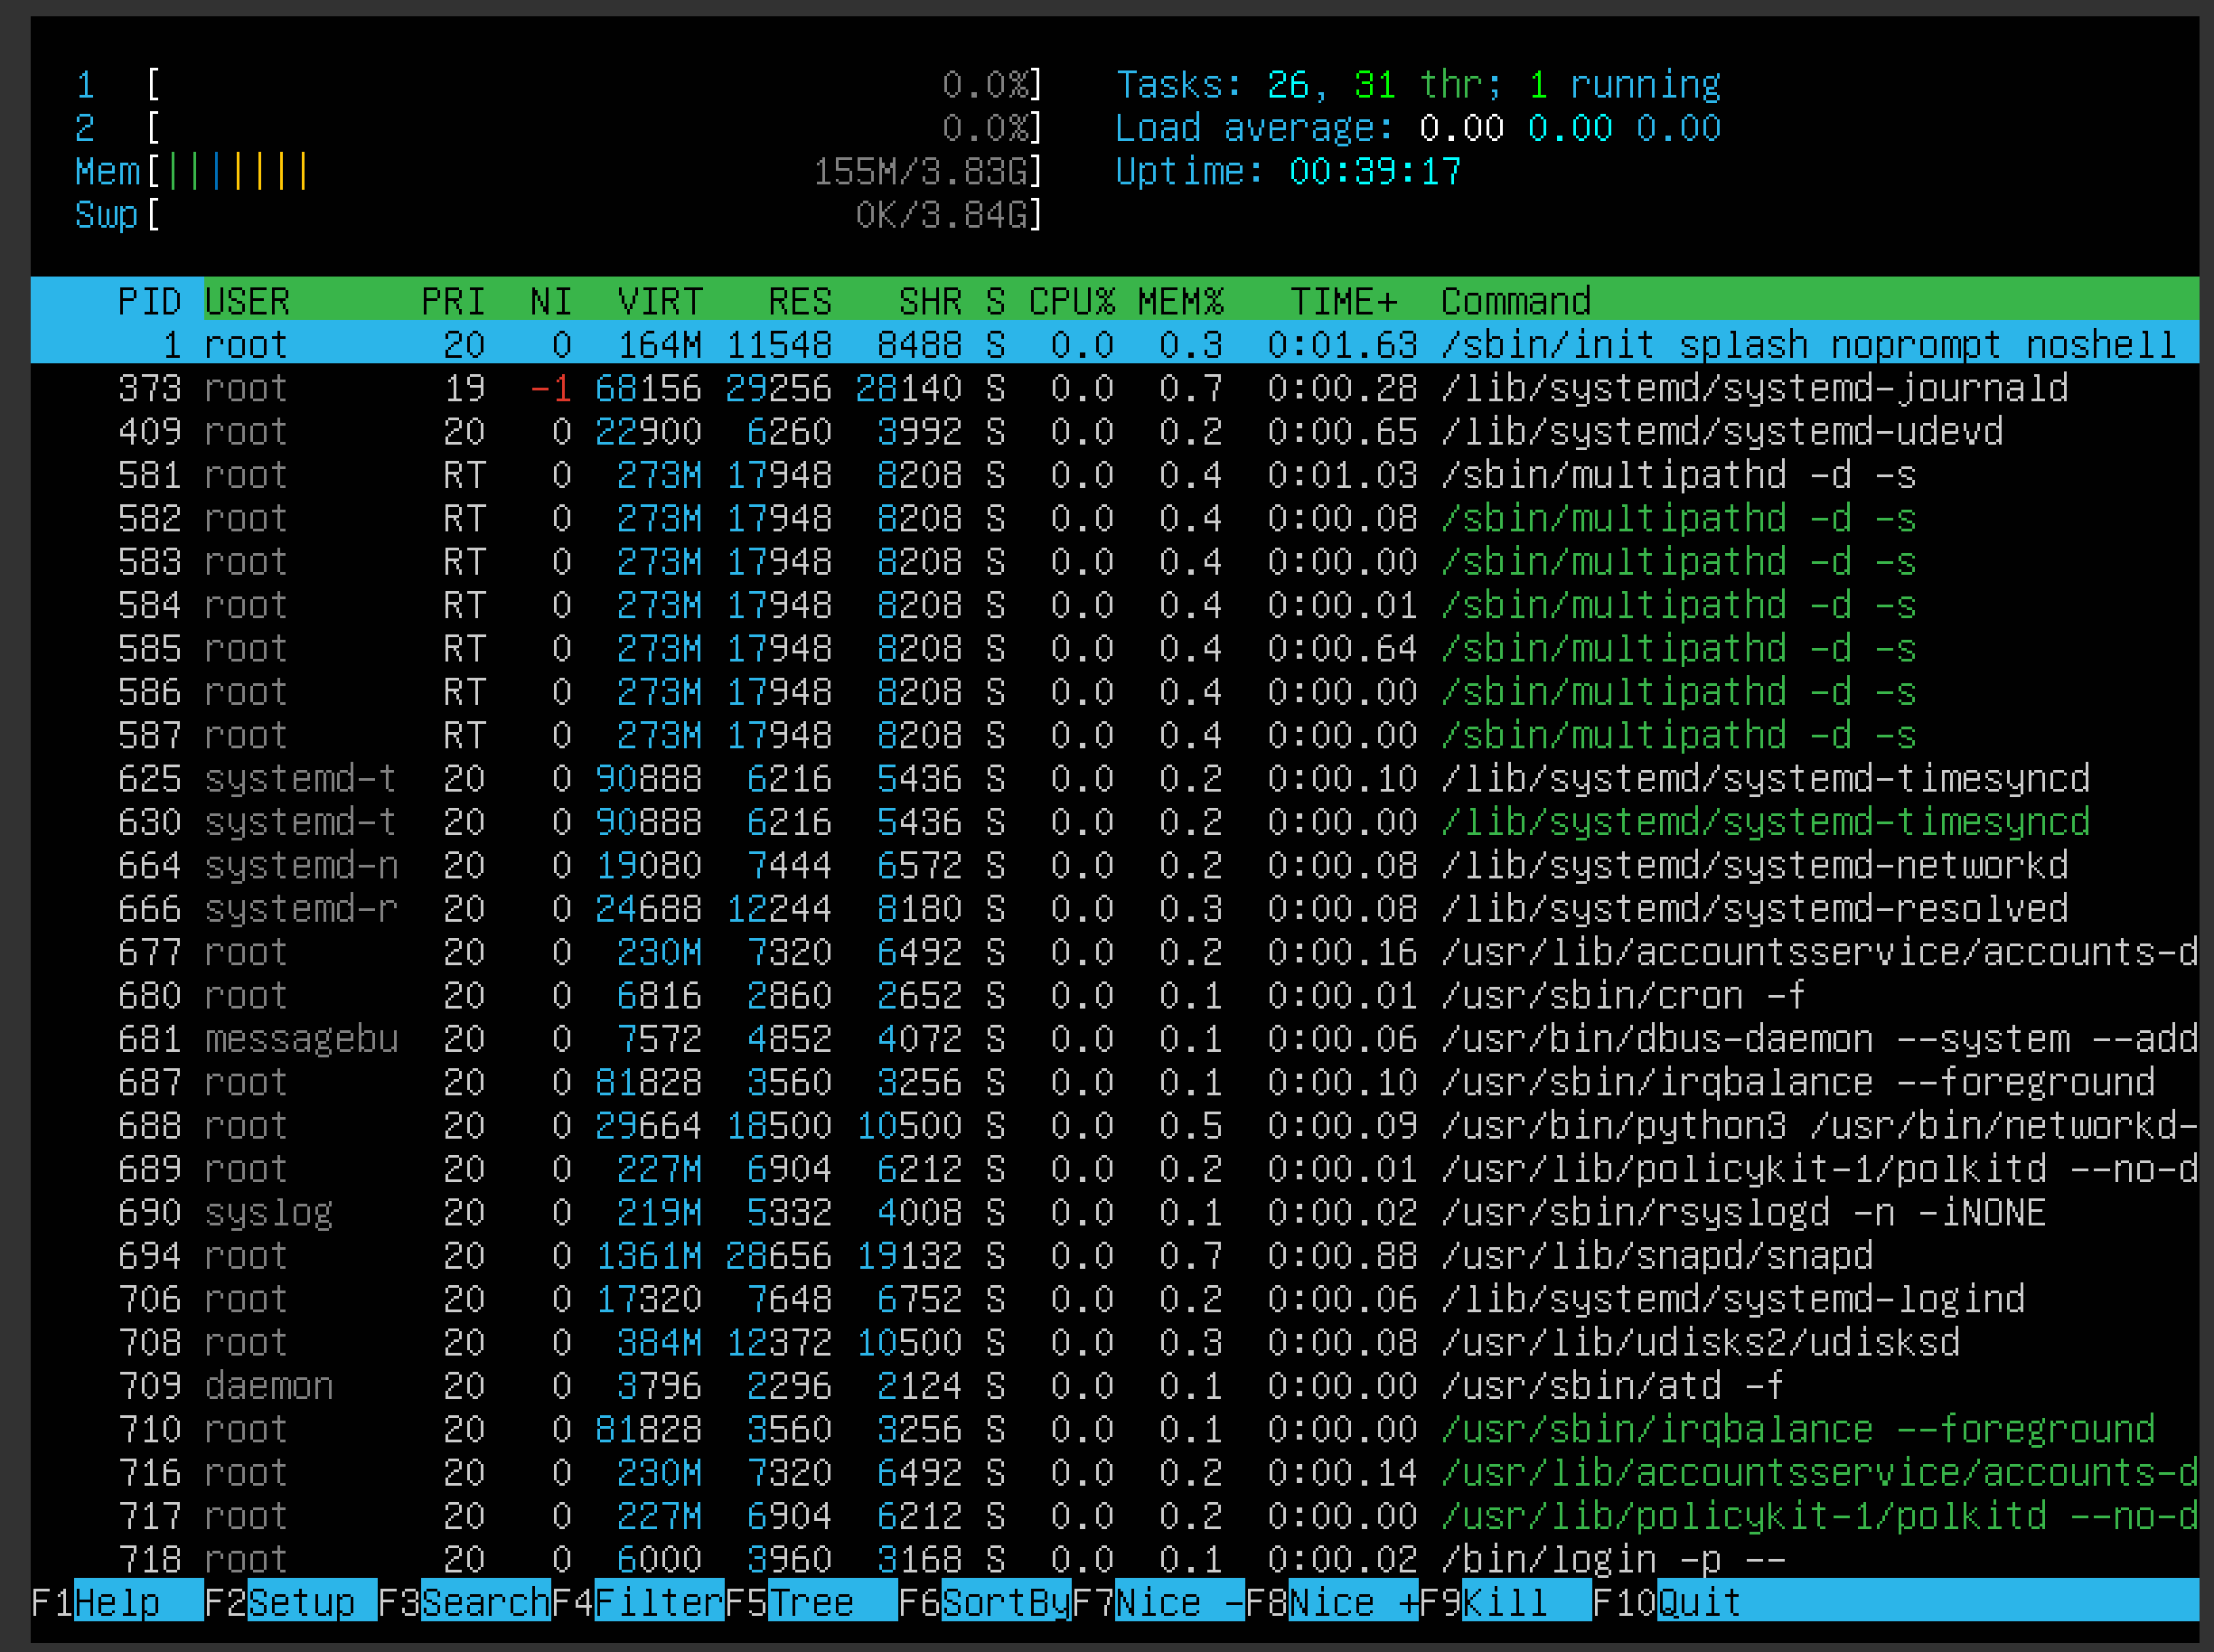 1 [ 0.0%] Tasks: 26, 31 thr; 1 running
2 [ 0.0%] Load average: 0.00 0.00 0.00
Mem[||||||| 155M/3.83G] Uptime: 00:39:17
Swp[ 0K/3.84G]
PID USER PRI NI VIRT RES SHR S CPU% MEM% TIME+ Command
1 root 20 0 164M 11548 8488 S 0.0 0.3 0:01.63 /sbin/init splash noprompt noshell
373 root 19 -1 68156 29256 28140 S 0.0 0.7 0:00.28 /lib/systemd/systemd-journald
409 root 20 0 22900 6260 3992 S 0.0 0.2 0:00.65 /lib/systemd/systemd-udevd
581 root RT 0 273M 17948 8208 S 0.0 0.4 0:01.03 /sbin/multipathd -d -s
582 root RT 0 273M 17948 8208 S 0.0 0.4 0:00.08 /sbin/multipathd -d -s
583 root RT 0 273M 17948 8208 S 0.0 0.4 0:00.00 /sbin/multipathd -d -s
584 root RT 0 273M 17948 8208 S 0.0 0.4 0:00.01 /sbin/multipathd -d -s
585 root RT 0 273M 17948 8208 S 0.0 0.4 0:00.64 /sbin/multipathd -d -s
586 root RT 0 273M 17948 8208 S 0.0 0.4 0:00.00 /sbin/multipathd -d -s
587 root RT 0 273M 17948 8208 S 0.0 0.4 0:00.00 /sbin/multipathd -d -s
625 systemd-t 20 0 90888 6216 5436 S 0.0 0.2 0:00.10 /lib/systemd/systemd-timesyncd
630 systemd-t 20 0 90888 6216 5436 S 0.0 0.2 0:00.00 /lib/systemd/systemd-timesyncd
664 systemd-n 20 0 19080 7444 6572 S 0.0 0.2 0:00.08 /lib/systemd/systemd-networkd
666 systemd-r 20 0 24688 12244 8180 S 0.0 0.3 0:00.08 /lib/systemd/systemd-resolved
677 root 20 0 230M 7320 6492 S 0.0 0.2 0:00.16 /usr/lib/accountsservice/accounts-d
680 root 20 0 6816 2860 2652 S 0.0 0.1 0:00.01 /usr/sbin/cron -f
681 messagebu 20 0 7572 4852 4072 S 0.0 0.1 0:00.06 /usr/bin/dbus-daemon --system --add
687 root 20 0 81828 3560 3256 S 0.0 0.1 0:00.10 /usr/sbin/irqbalance --foreground
688 root 20 0 29664 18500 10500 S 0.0 0.5 0:00.09 /usr/bin/python3 /usr/bin/networkd-
689 root 20 0 227M 6904 6212 S 0.0 0.2 0:00.01 /usr/lib/policykit-1/polkitd --no-d
690 syslog 20 0 219M 5332 4008 S 0.0 0.1 0:00.02 /usr/sbin/rsyslogd -n -iNONE
694 root 20 0 1361M 28656 19132 S 0.0 0.7 0:00.88 /usr/lib/snapd/snapd
706 root 20 0 17320 7648 6752 S 0.0 0.2 0:00.06 /lib/systemd/systemd-logind
708 root 20 0 384M 12372 10500 S 0.0 0.3 0:00.08 /usr/lib/udisks2/udisksd
709 daemon 20 0 3796 2296 2124 S 0.0 0.1 0:00.00 /usr/sbin/atd -f
710 root 20 0 81828 3560 3256 S 0.0 0.1 0:00.00 /usr/sbin/irqbalance --foreground
716 root 20 0 230M 7320 6492 S 0.0 0.2 0:00.14 /usr/lib/accountsservice/accounts-d
717 root 20 0 227M 6904 6212 S 0.0 0.2 0:00.00 /usr/lib/policykit-1/polkitd --no-d
718 root 20 0 6000 3960 3168 S 0.0 0.1 0:00.02 /bin/login -p --
F1Help F2Setup F3SearchF4FilterF5Tree F6SortByF7Nice -F8Nice +F9Kill F10Quit